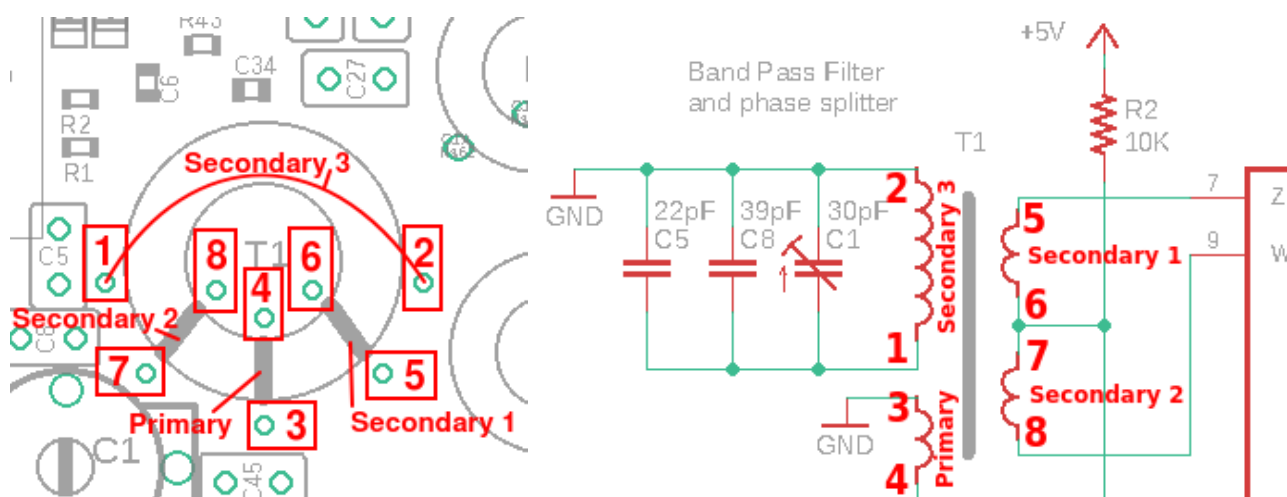 R43
C34
C6
C27
R2
R1
Secondary 3
1
8
T1
6
2
4
C5
Secondary 2
C8
7
5
Primary
3
Secondary 1
C1
C45
+5V
Band Pass Filter
and phase splitter
R2
10K
T1
GND
22pF
C5
39pF
C8
30pF
C1
2
Secondary 3
1
5
Secondary 1
6
7
Secondary 2
8
7
Z
9
W
3
GND
Primary
4